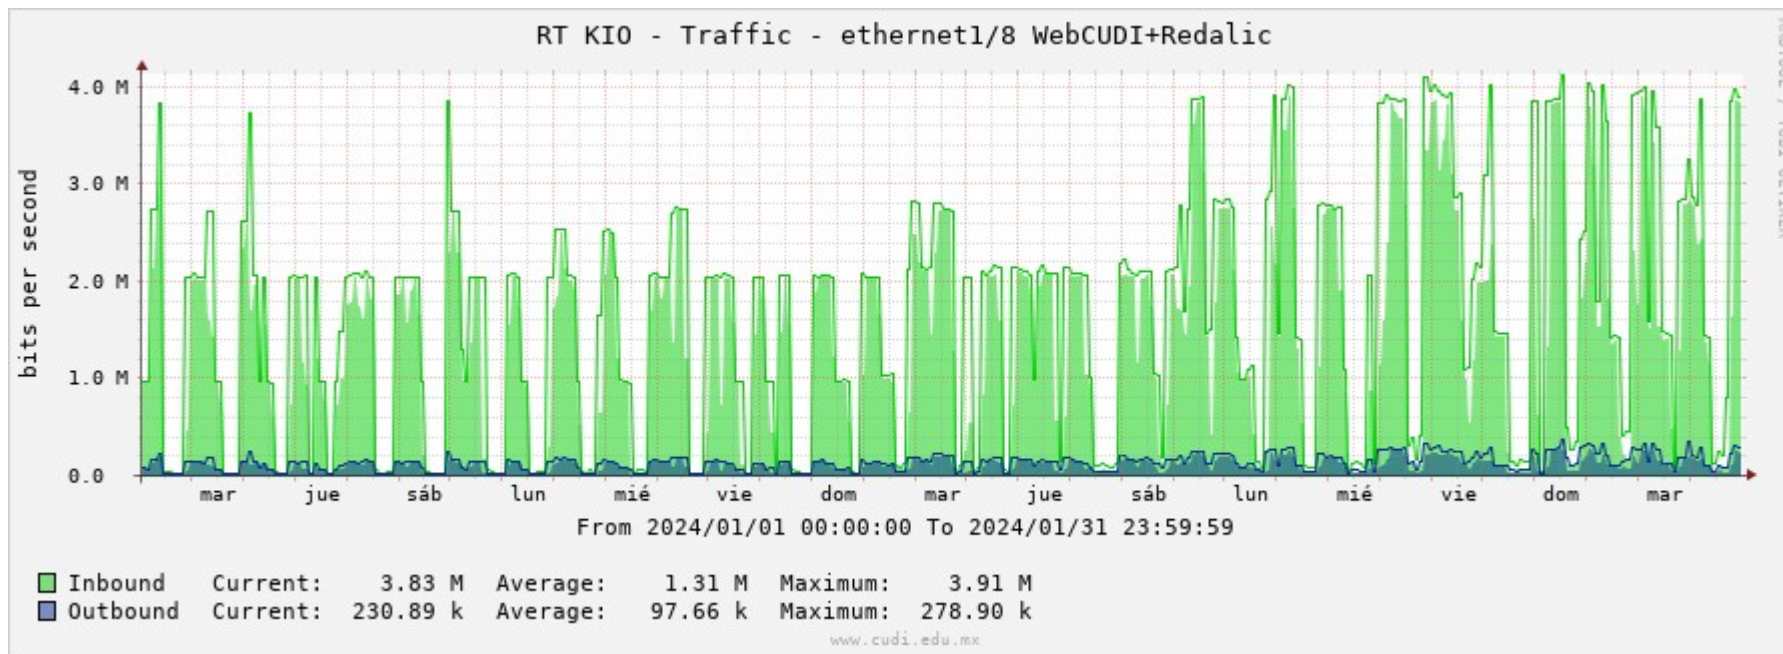 RT KIO - Traffic - ethernet1/8 WebCUDI+Redalic
bits per second
4.0 M
3.0 M
2.0 M
1.0 M
0.0
mar jue sáb lun mié vie dom mar jue sáb lun mié vie dom mar
From 2024/01/01 00:00:00 To 2024/01/31 23:59:59
Inbound Current: 3.83 M Average: 1.31 M Maximum: 3.91 M
Outbound Current: 230.89 k Average: 97.66 k Maximum: 278.90 k
www.cudi.edu.mx